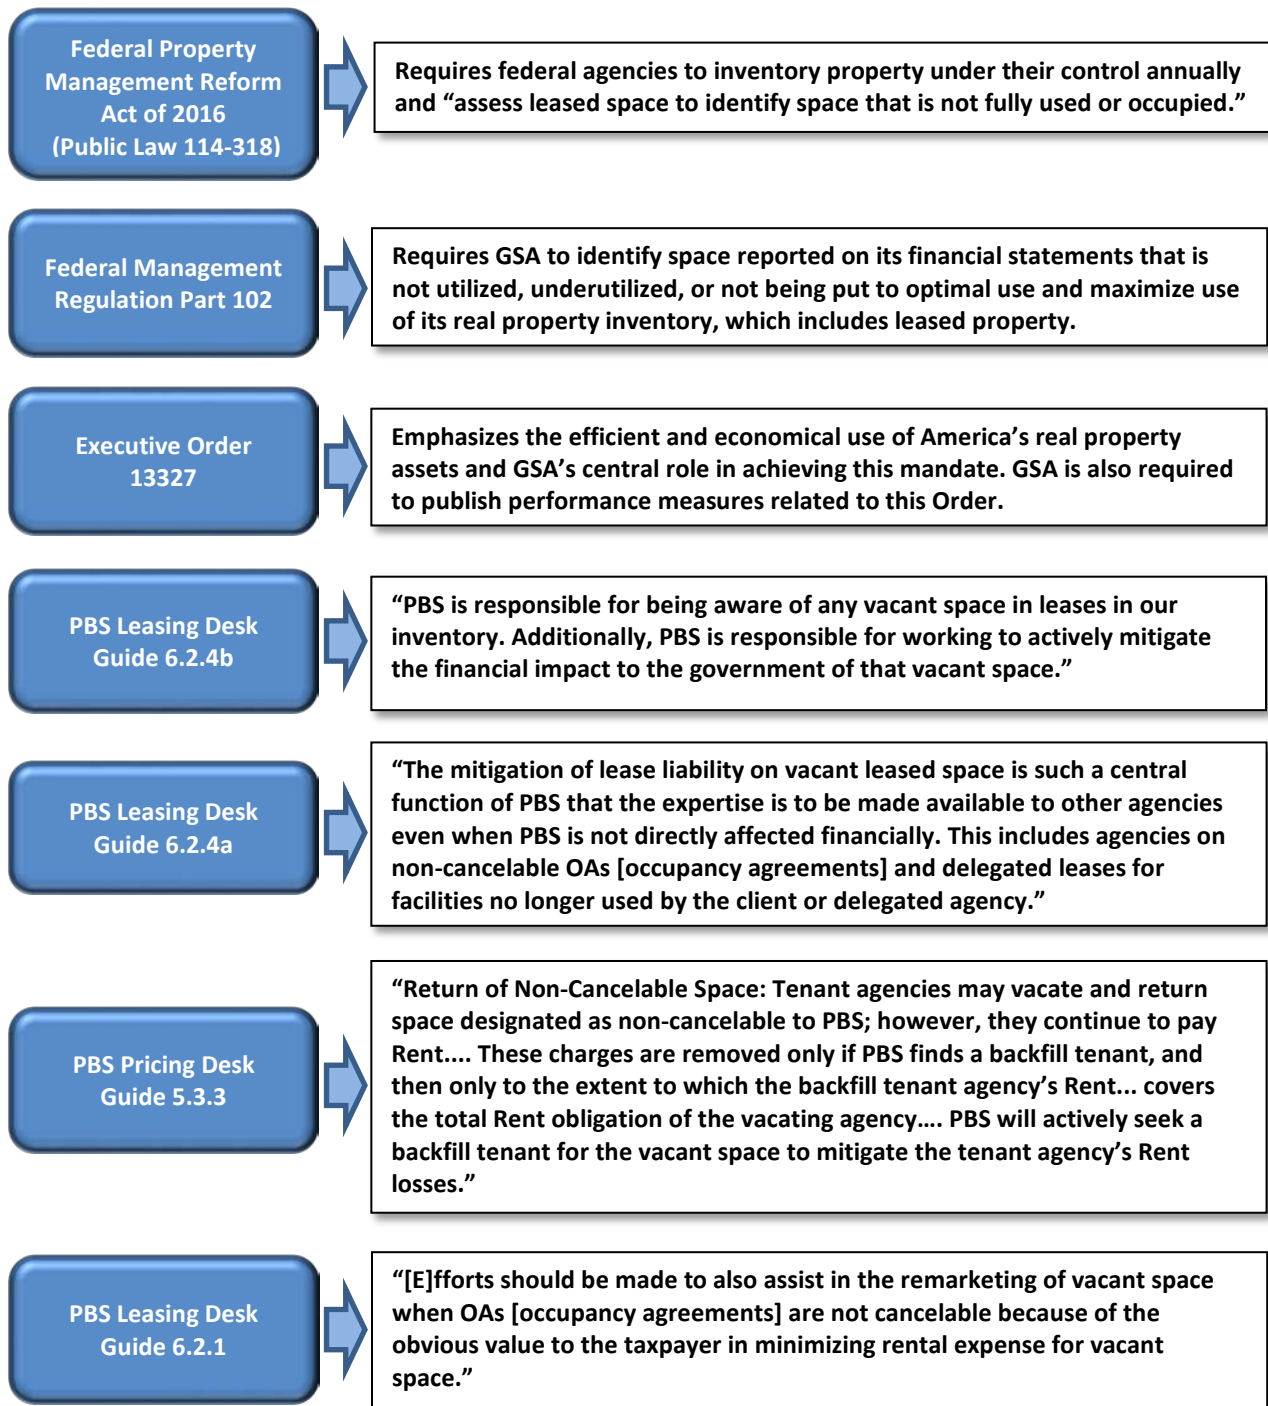 Federal Property
Management Reform
Act of 2016
(Public Law 114-318)
Requires federal agencies to inventory property under their control annually
and “assess leased space to identify space that is not fully used or occupied.”
Federal Management
Regulation Part 102
Requires GSA to identify space reported on its financial statements that is
not utilized, underutilized, or not being put to optimal use and maximize use
of its real property inventory, which includes leased property.
Executive Order
13327
Emphasizes the efficient and economical use of America’s real property
assets and GSA’s central role in achieving this mandate. GSA is also required
to publish performance measures related to this Order.
PBS Leasing Desk
Guide 6.2.4b
“PBS is responsible for being aware of any vacant space in leases in our
inventory. Additionally, PBS is responsible for working to actively mitigate
the financial impact to the government of that vacant space.”
PBS Leasing Desk
Guide 6.2.4a
“The mitigation of lease liability on vacant leased space is such a central
function of PBS that the expertise is to be made available to other agencies
even when PBS is not directly affected financially. This includes agencies on
non-cancelable OAs [occupancy agreements] and delegated leases for
facilities no longer used by the client or delegated agency.”
PBS Pricing Desk
Guide 5.3.3
“Return of Non-Cancelable Space: Tenant agencies may vacate and return
space designated as non-cancelable to PBS; however, they continue to pay
Rent.... These charges are removed only if PBS finds a backfill tenant, and
then only to the extent to which the backfill tenant agency’s Rent... covers
the total Rent obligation of the vacating agency…. PBS will actively seek a
backfill tenant for the vacant space to mitigate the tenant agency’s Rent
losses.”
PBS Leasing Desk
Guide 6.2.1
“[E]fforts should be made to also assist in the remarketing of vacant space
when OAs [occupancy agreements] are not cancelable because of the
obvious value to the taxpayer in minimizing rental expense for vacant
space.”